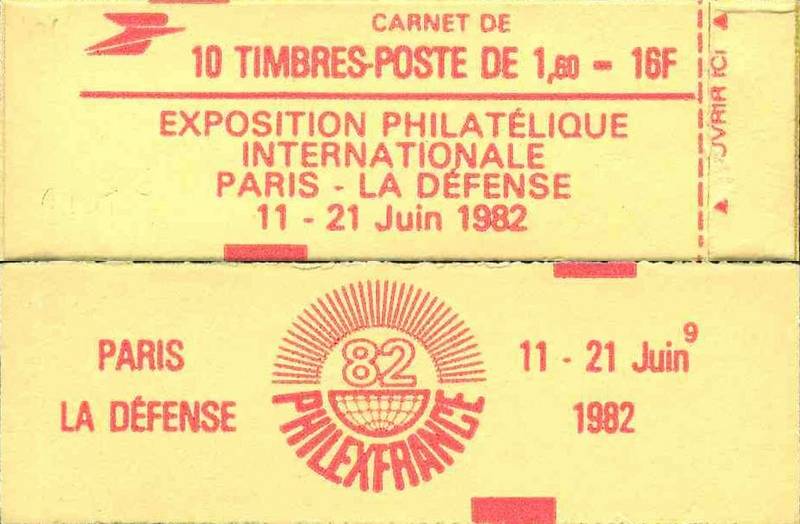 CARNET DE
10 TIMBRES-POSTE DE 1,60 - 16F
EXPOSITION PHILATÉLIQUE
INTERNATIONALE
PARIS - LA DÉFENSE
11 - 21 Juin 1982
OUVRIR ICI
PARIS
LA DÉFENSE
82
PHILEXFRANCE
11 - 21 Juin 9
1982